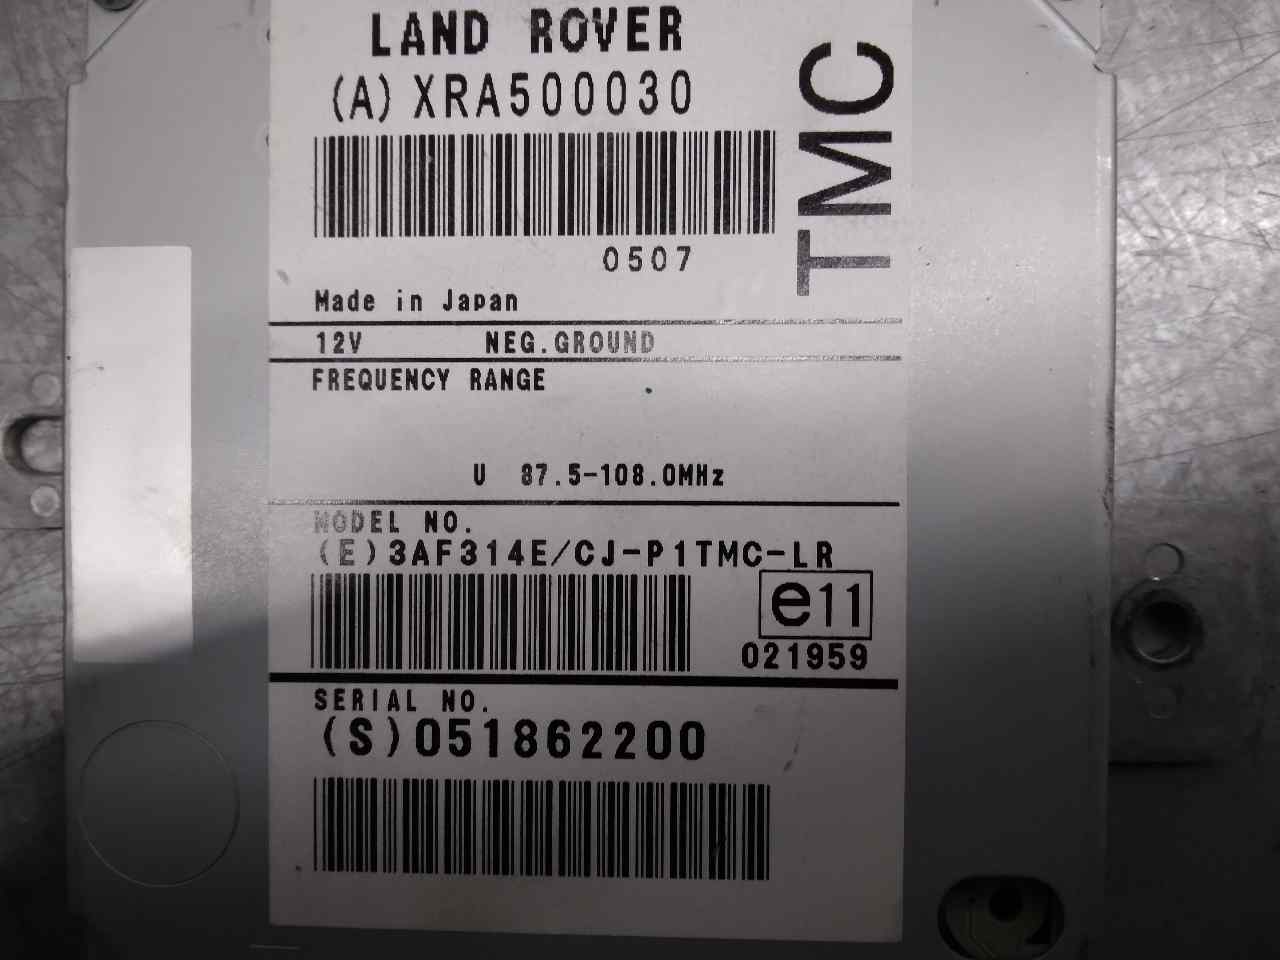 LAND ROVER
(A)XRA500030
TMC
0507
Made in Japan
12V NEG.GROUND
FREQUENCY RANGE
U 87.5-108.0MHz
MODEL NO.
(E)3AF314E/CJ-P1TMC-LR
e11
021959
SERIAL NO.
(S)051862200